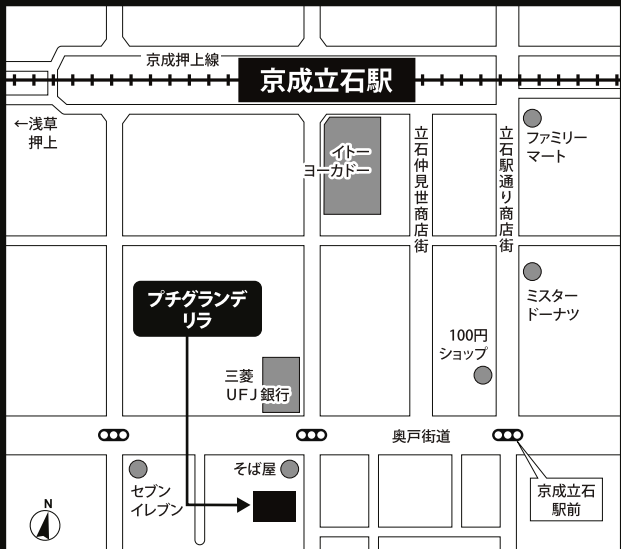 京成押上線
京成立石駅
←浅草
押上
イトー
ヨーカドー
立石仲見世商店街
立石駅通り商店街
ファミリー
マート
プチグランデ
リラ
ミスター
ドーナツ
100円
ショップ
三菱
UFJ銀行
奥戸街道
そば屋
セブン
イレブン
京成立石
駅前
N